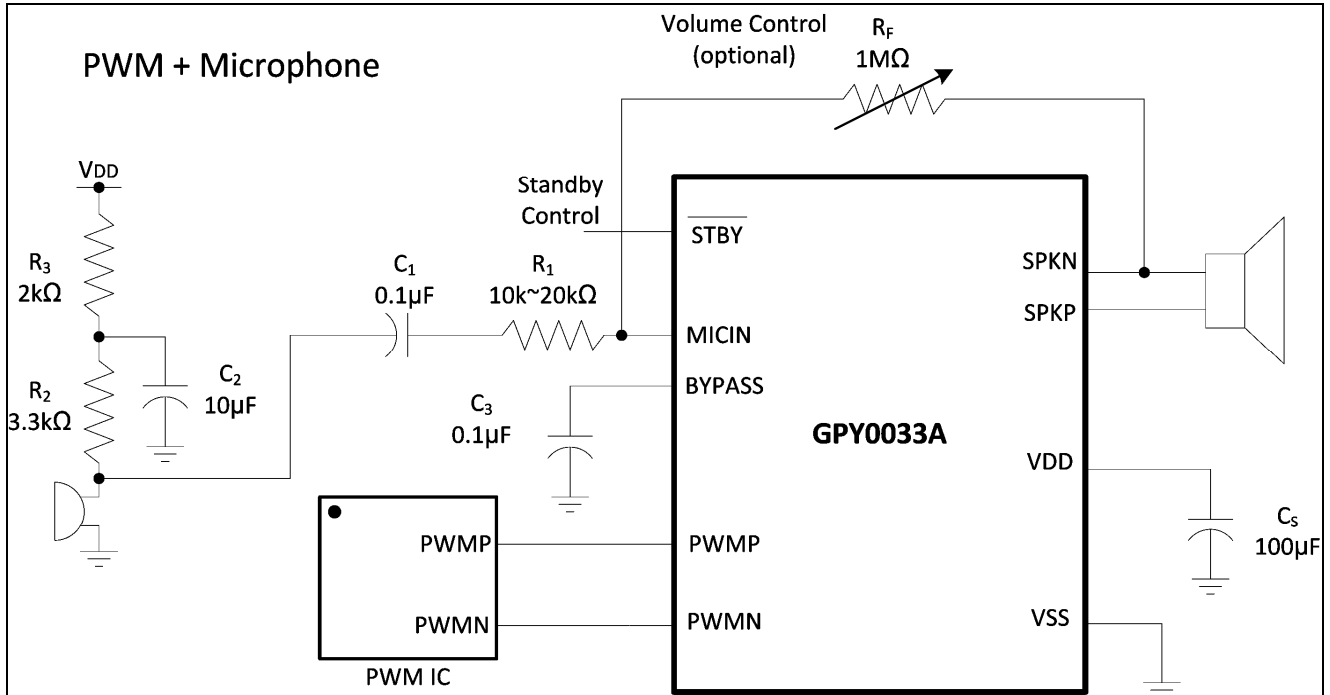 PWM + Microphone
Volume Control
(optional)
RF
1MΩ
VDD
R3
2kΩ
R2
3.3kΩ
C2
10µF
C1
0.1µF
R1
10k~20kΩ
Standby
Control
C3
0.1µF
STBY
MICIN
BYPASS
PWMP
PWMN
GPY0033A
SPKN
SPKP
VDD
VSS
CS
100µF
PWMP
PWMN
PWM IC